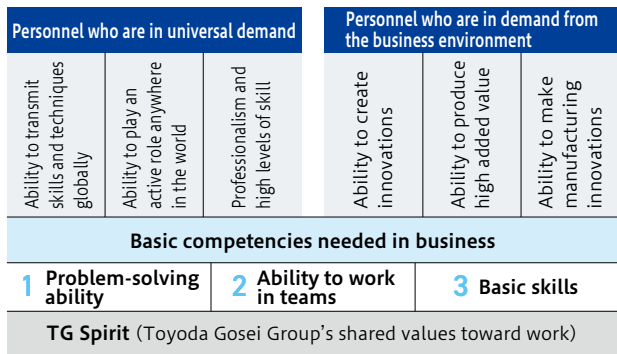 Personnel who are in universal demand
Personnel who are in demand from
the business environment
Ability to transmit
skills and techniques
globally
Ability to play an
active role anywhere
in the world
Professionalism and
high levels of skill
Ability to create
innovations
Ability to produce
high added value
Ability to make
manufacturing
innovations
Basic competencies needed in business
1 Problem-solving
ability
2 Ability to work
in teams
3 Basic skills
TG Spirit (Toyoda Gosei Group's shared values toward work)